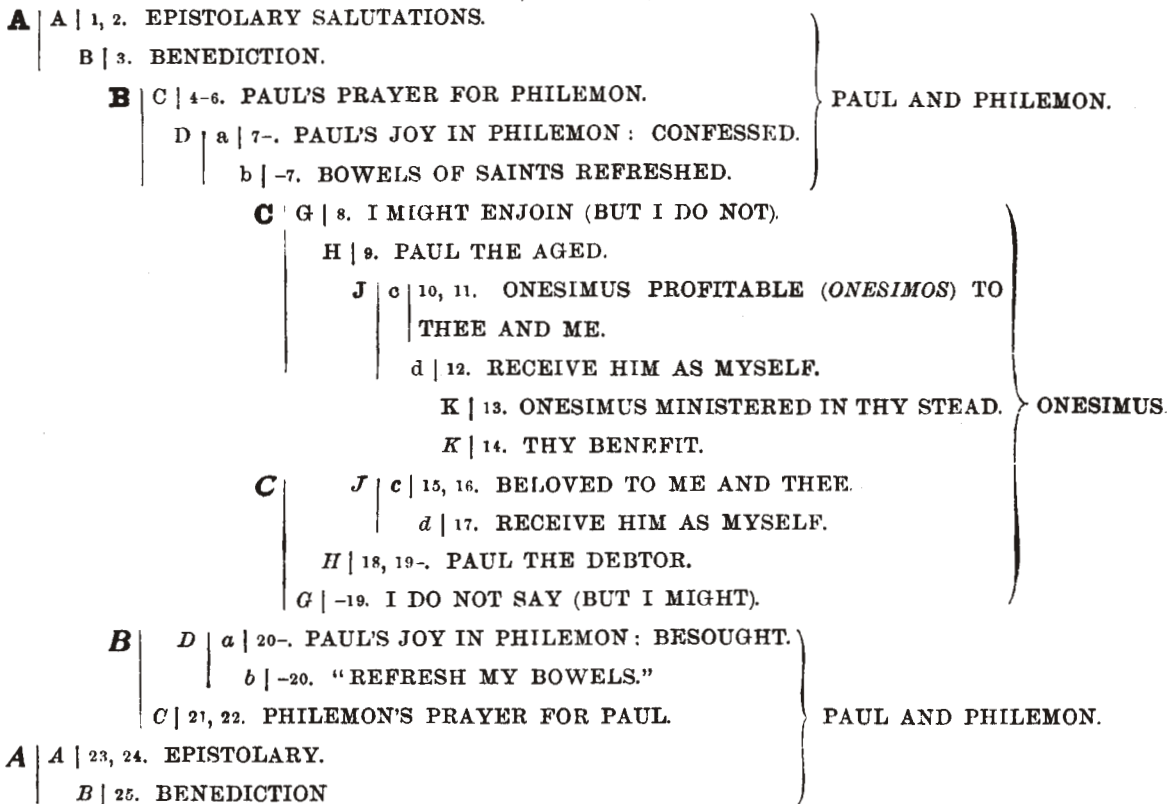 A | A | 1, 2. EPISTOLARY SALUTATIONS.
B | 3. BENEDICTION.
B | C | 4-6. PAUL'S PRAYER FOR PHILEMON. PAUL AND PHILEMON.
D | a | 7-. PAUL'S JOY IN PHILEMON: CONFESSED.
b | -7. BOWELS OF SAINTS REFRESHED.
C G | 8. I MIGHT ENJOIN (BUT I DO NOT).
H | 9. PAUL THE AGED.
J | c | 10, 11. ONESIMUS PROFITABLE (ONESIMOS) TO
THEE AND ME.
d | 12. RECEIVE HIM AS MYSELF.
K | 13. ONESIMUS MINISTERED IN THY STEAD. ONESIMUS.
K | 14. THY BENEFIT.
C | J | c | 15, 16. BELOVED TO ME AND THEE.
d | 17. RECEIVE HIM AS MYSELF.
H | 18, 19-. PAUL THE DEBTOR.
G | -19. I DO NOT SAY (BUT I MIGHT).
B | D | a | 20-. PAUL'S JOY IN PHILEMON: BESOUGHT.
b | -20. "REFRESH MY BOWELS."
C | 21, 22. PHILEMON'S PRAYER FOR PAUL. PAUL AND PHILEMON.
A | A | 23, 24. EPISTOLARY.
B | 25. BENEDICTION